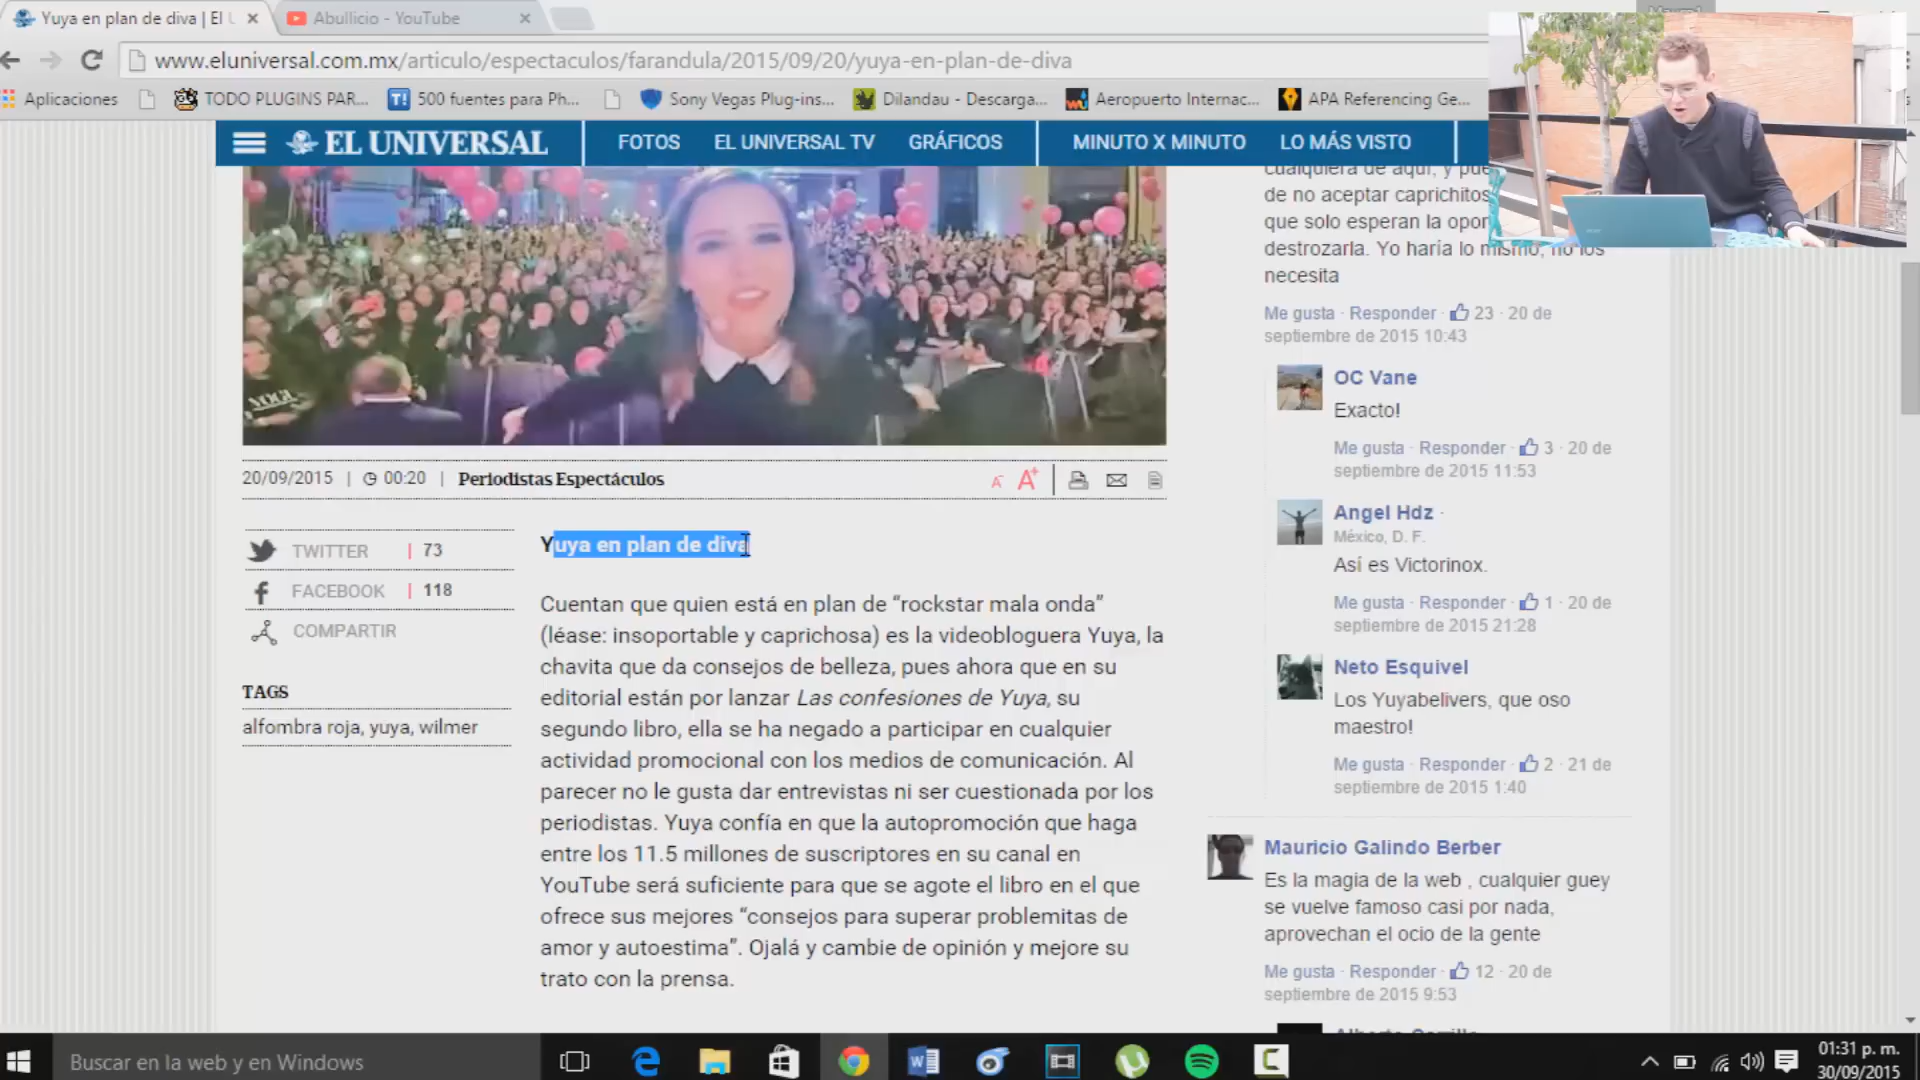 Yuya en plan de diva | El U
Abullicio - YouTube
www.eluniversal.com.mx/articulo/espectaculos/farandula/2015/09/20/yuya-en-plan-de-diva
Aplicaciones
TODO PLUGINS PAR...
T!
500 fuentes para Ph...
Sony Vegas Plug-ins...
Dilandau - Descarga...
Aeropuerto Internac...
APA Referencing Ge...
EL UNIVERSAL
FOTOS
EL UNIVERSAL TV
GRÁFICOS
MINUTO X MINUTO
LO MÁS VISTO
20/09/2015 | 00:20 | Periodistas Espectáculos
A- A+
TWITTER | 73
FACEBOOK | 118
COMPARTIR
TAGS
alfombra roja, yuya, wilmer
Yuya en plan de diva
Cuentan que quien está en plan de “rockstar mala onda”
(léase: insoportable y caprichosa) es la videobloguera Yuya, la
chavita que da consejos de belleza, pues ahora que en su
editorial están por lanzar Las confesiones de Yuya, su
segundo libro, ella se ha negado a participar en cualquier
actividad promocional con los medios de comunicación. Al
parecer no le gusta dar entrevistas ni ser cuestionada por los
periodistas. Yuya confía en que la autopromoción que haga
entre los 11.5 millones de suscriptores en su canal en
YouTube será suficiente para que se agote el libro en el que
ofrece sus mejores “consejos para superar problemitas de
amor y autoestima”. Ojalá y cambie de opinión y mejore su
trato con la prensa.
cualquiera de aquí, y pue
de no aceptar caprichitos
que solo esperan la opor
destrozarla. Yo haría lo mismo, no los
necesita
Me gusta · Responder · 23 · 20 de
septiembre de 2015 10:43
OC Vane
Exacto!
Me gusta · Responder · 3 · 20 de
septiembre de 2015 11:53
Angel Hdz ·
México, D. F.
Así es Victorinox.
Me gusta · Responder · 1 · 20 de
septiembre de 2015 21:28
Neto Esquivel
Los Yuyabelivers, que oso
maestro!
Me gusta · Responder · 2 · 21 de
septiembre de 2015 1:40
Mauricio Galindo Berber
Es la magia de la web , cualquier guey
se vuelve famoso casi por nada,
aprovechan el ocio de la gente
Me gusta · Responder · 12 · 20 de
septiembre de 2015 9:53
Buscar en la web y en Windows
01:31 p. m.
30/09/2015